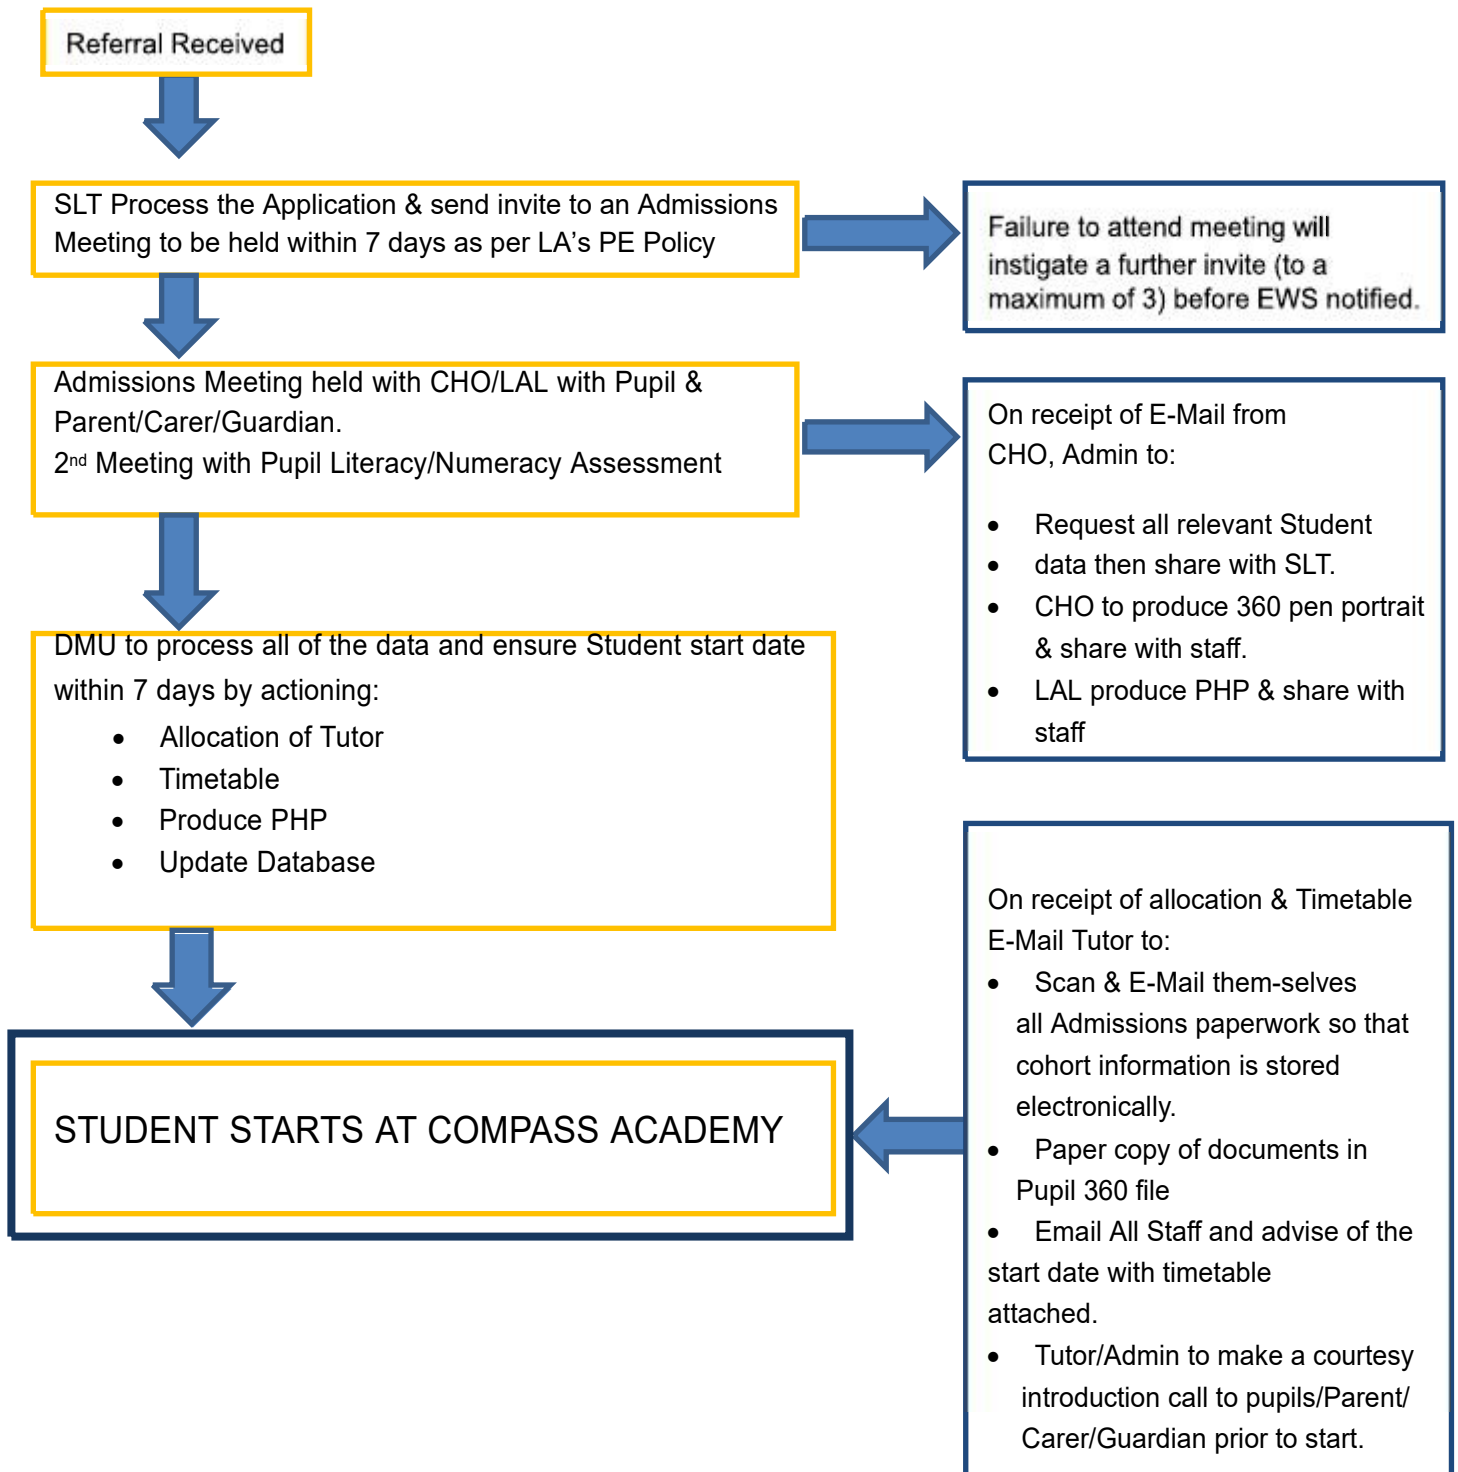 Referral Received
SLT Process the Application & send invite to an Admissions
Meeting to be held within 7 days as per LA's PE Policy
Failure to attend meeting will
instigate a further invite (to a
maximum of 3) before EWS notified.
Admissions Meeting held with CHO/LAL with Pupil &
Parent/Carer/Guardian.
2nd Meeting with Pupil Literacy/Numeracy Assessment
On receipt of E-Mail from
CHO, Admin to:
• Request all relevant Student
• data then share with SLT.
• CHO to produce 360 pen portrait
& share with staff.
• LAL produce PHP & share with
staff
DMU to process all of the data and ensure Student start date
within 7 days by actioning:
• Allocation of Tutor
• Timetable
• Produce PHP
• Update Database
On receipt of allocation & Timetable
E-Mail Tutor to:
• Scan & E-Mail them-selves
all Admissions paperwork so that
cohort information is stored
electronically.
• Paper copy of documents in
Pupil 360 file
• Email All Staff and advise of the
start date with timetable
attached.
• Tutor/Admin to make a courtesy
introduction call to pupils/Parent/
Carer/Guardian prior to start.
STUDENT STARTS AT COMPASS ACADEMY